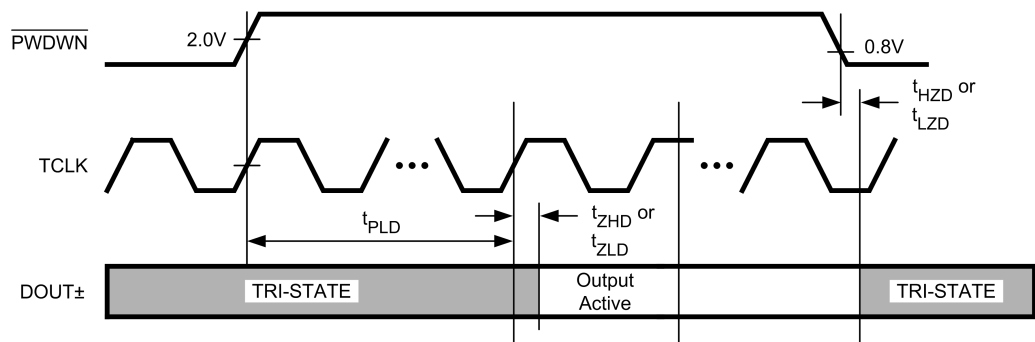 PWDWN
2.0V
0.8V
tHZD or
tLZD
TCLK
tPLD
tZHD or
tZLD
DOUT±
TRI-STATE
Output
Active
TRI-STATE